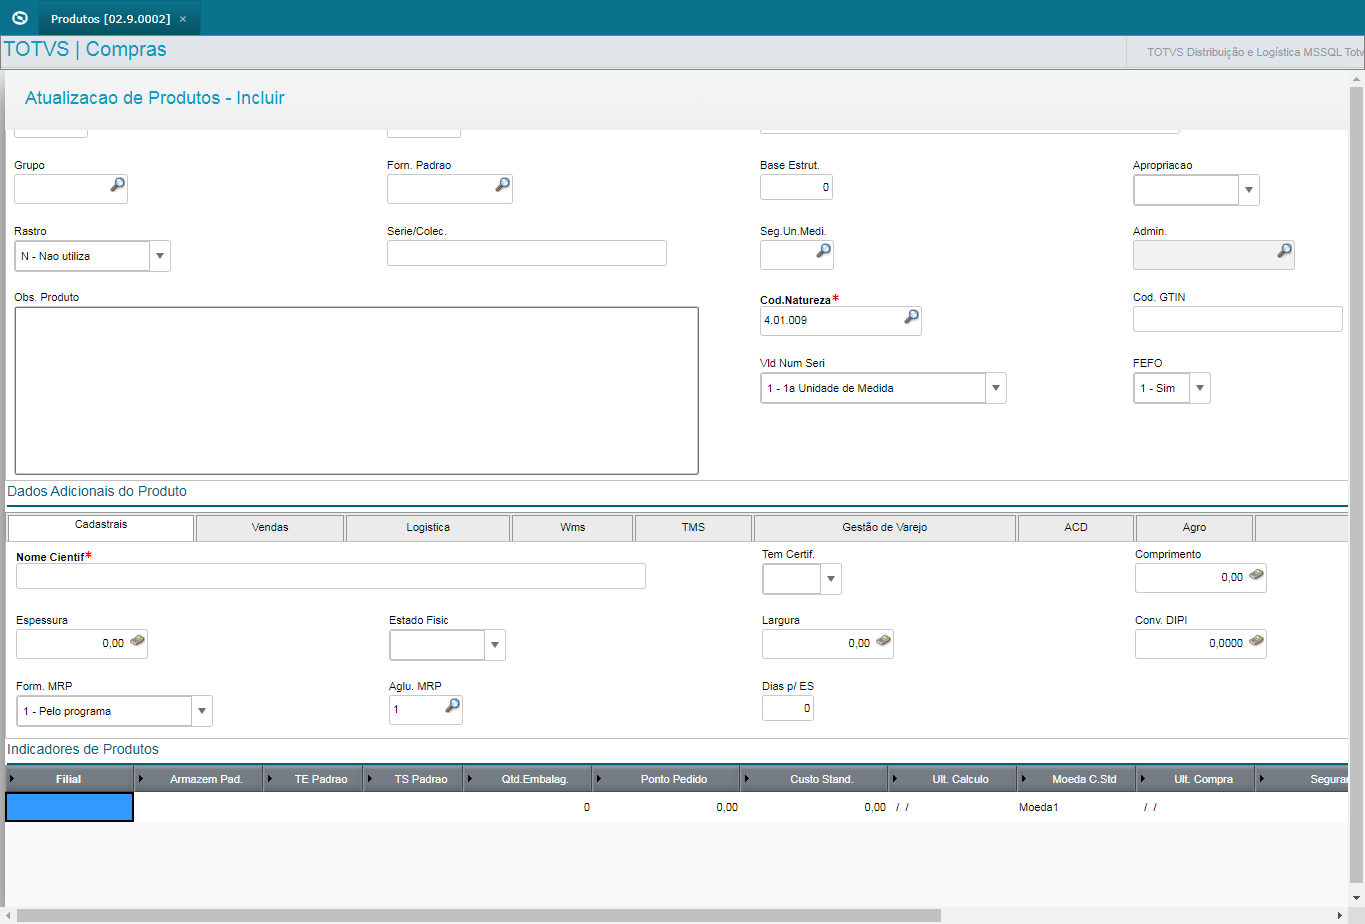 Produtos [02.9.0002] ×
TOTVS | Compras
TOTVS Distribuição e Logística MSSQL Totv
Atualizacao de Produtos - Incluir
Grupo
Forn. Padrao
Base Estrut.
Apropriacao
0
Rastro
Serie/Colec.
Seg.Un.Medi.
Admin.
N - Nao utiliza
Obs. Produto
Cod.Natureza*
Cod. GTIN
4.01.009
Vld Num Seri
FEFO
1 - 1a Unidade de Medida
1 - Sim
Dados Adicionais do Produto
Cadastrais
Vendas
Logistica
Wms
TMS
Gestão de Varejo
ACD
Agro
Nome Cientif*
Tem Certif.
Comprimento
0,00
Espessura
Estado Fisic
Largura
Conv. DIPI
0,00
0,00
0,0000
Form. MRP
Aglu. MRP
Dias p/ ES
1 - Pelo programa
1
0
Indicadores de Produtos
Filial
Armazem Pad.
TE Padrao
TS Padrao
Qtd.Embalag.
Ponto Pedido
Custo Stand.
Ult. Calculo
Moeda C.Std
Ult. Compra
Seguran
0
0,00
0,00
/ /
Moeda1
/ /